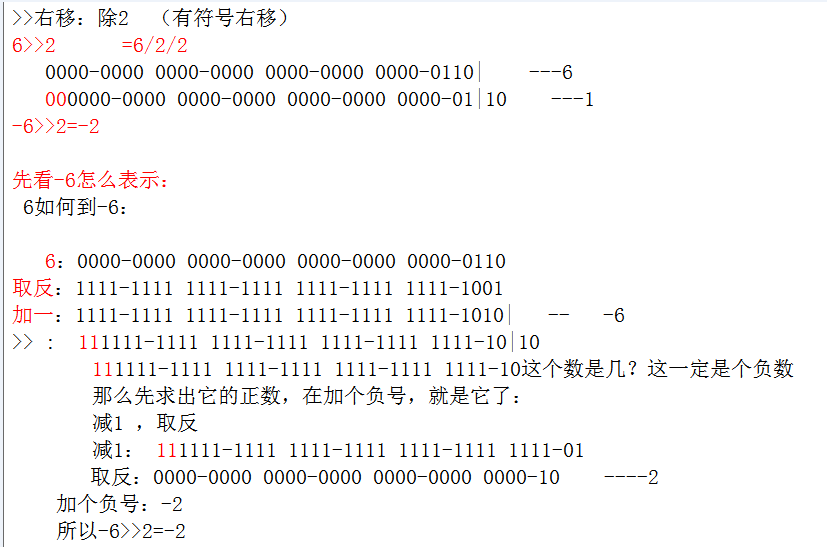 >>右移：除2  （有符号右移）
6>>2      =6/2/2
0000-0000 0000-0000 0000-0000 0000-0110|    ---6
000000-0000 0000-0000 0000-0000 0000-01|10    ---1
-6>>2=-2
先看-6怎么表示：
6如何到-6：
6：0000-0000 0000-0000 0000-0000 0000-0110
取反：1111-1111 1111-1111 1111-1111 1111-1001
加一：1111-1111 1111-1111 1111-1111 1111-1010|   --   -6
>> :  111111-1111 1111-1111 1111-1111 1111-10|10
111111-1111 1111-1111 1111-1111 1111-10这个数是几？这一定是个负数
那么先求出它的正数，在加个负号，就是它了：
减1 ，取反
减1： 111111-1111 1111-1111 1111-1111 1111-01
取反：0000-0000 0000-0000 0000-0000 0000-10    ----2
加个负号：-2
所以-6>>2=-2